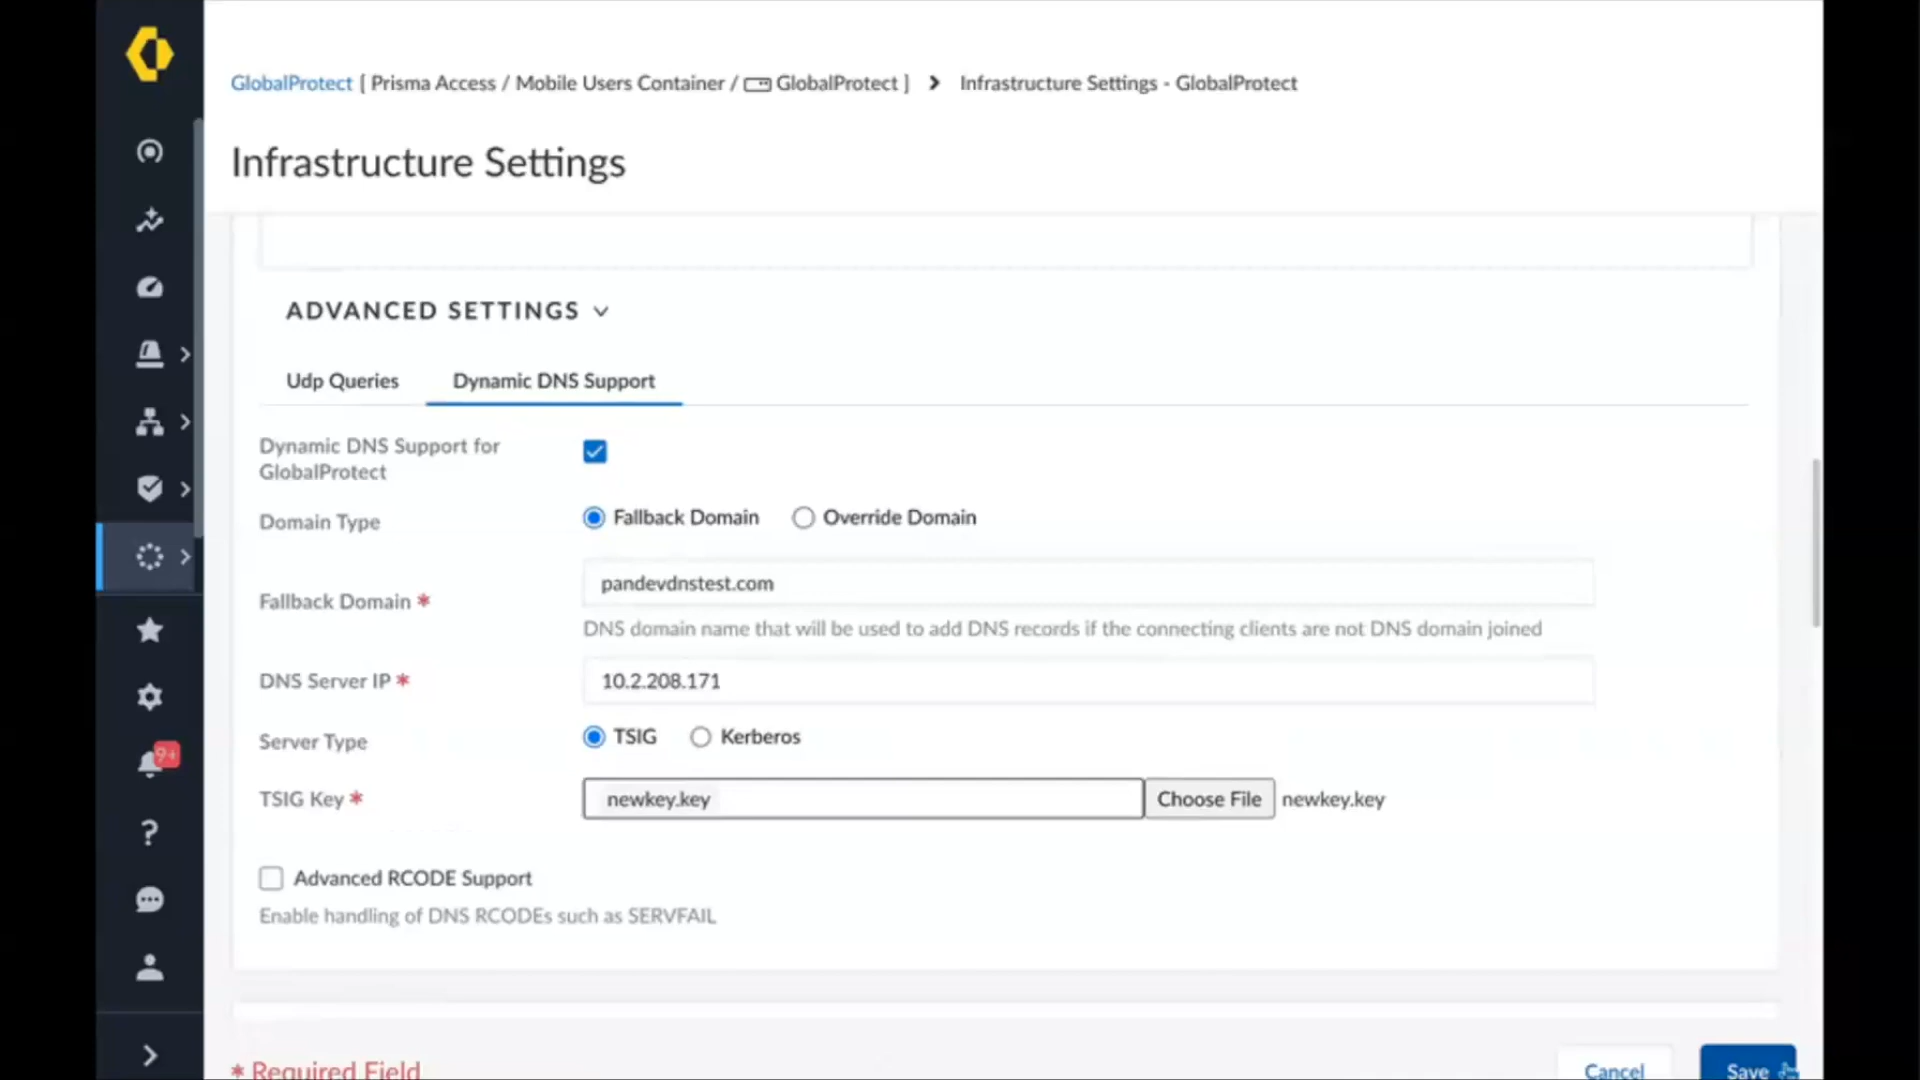 GlobalProtect [ Prisma Access / Mobile Users Container / GlobalProtect ] > Infrastructure Settings - GlobalProtect
Infrastructure Settings
ADVANCED SETTINGS
Udp Queries Dynamic DNS Support
Dynamic DNS Support for
GlobalProtect
Domain Type Fallback Domain Override Domain
Fallback Domain * pandevdnstest.com
DNS domain name that will be used to add DNS records if the connecting clients are not DNS domain joined
DNS Server IP * 10.2.208.171
Server Type TSIG Kerberos
9+
TSIG Key * newkey.key Choose File newkey.key
Advanced RCODE Support
Enable handling of DNS RCODEs such as SERVFAIL
* Required Field Cancel Save